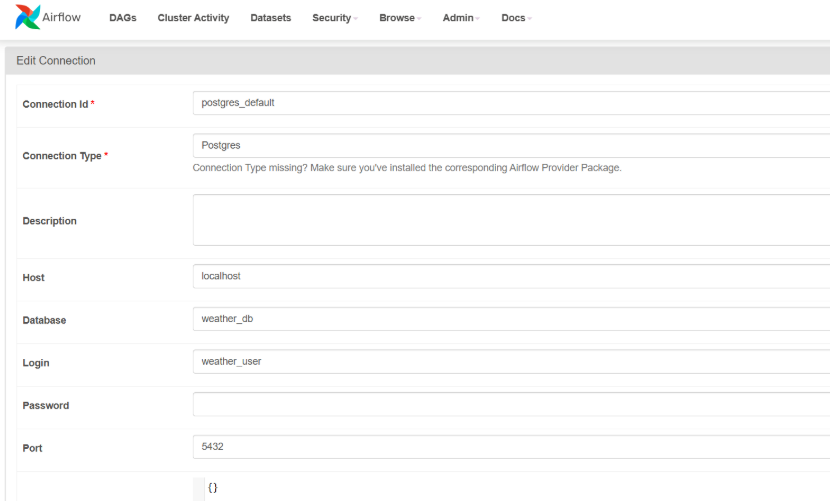 Airflow DAGs Cluster Activity Datasets Security Browse Admin Docs
Edit Connection
Connection Id * postgres_default
Connection Type * Postgres
Connection Type missing? Make sure you've installed the corresponding Airflow Provider Package.
Description
Host localhost
Database weather_db
Login weather_user
Password
Port 5432
{}